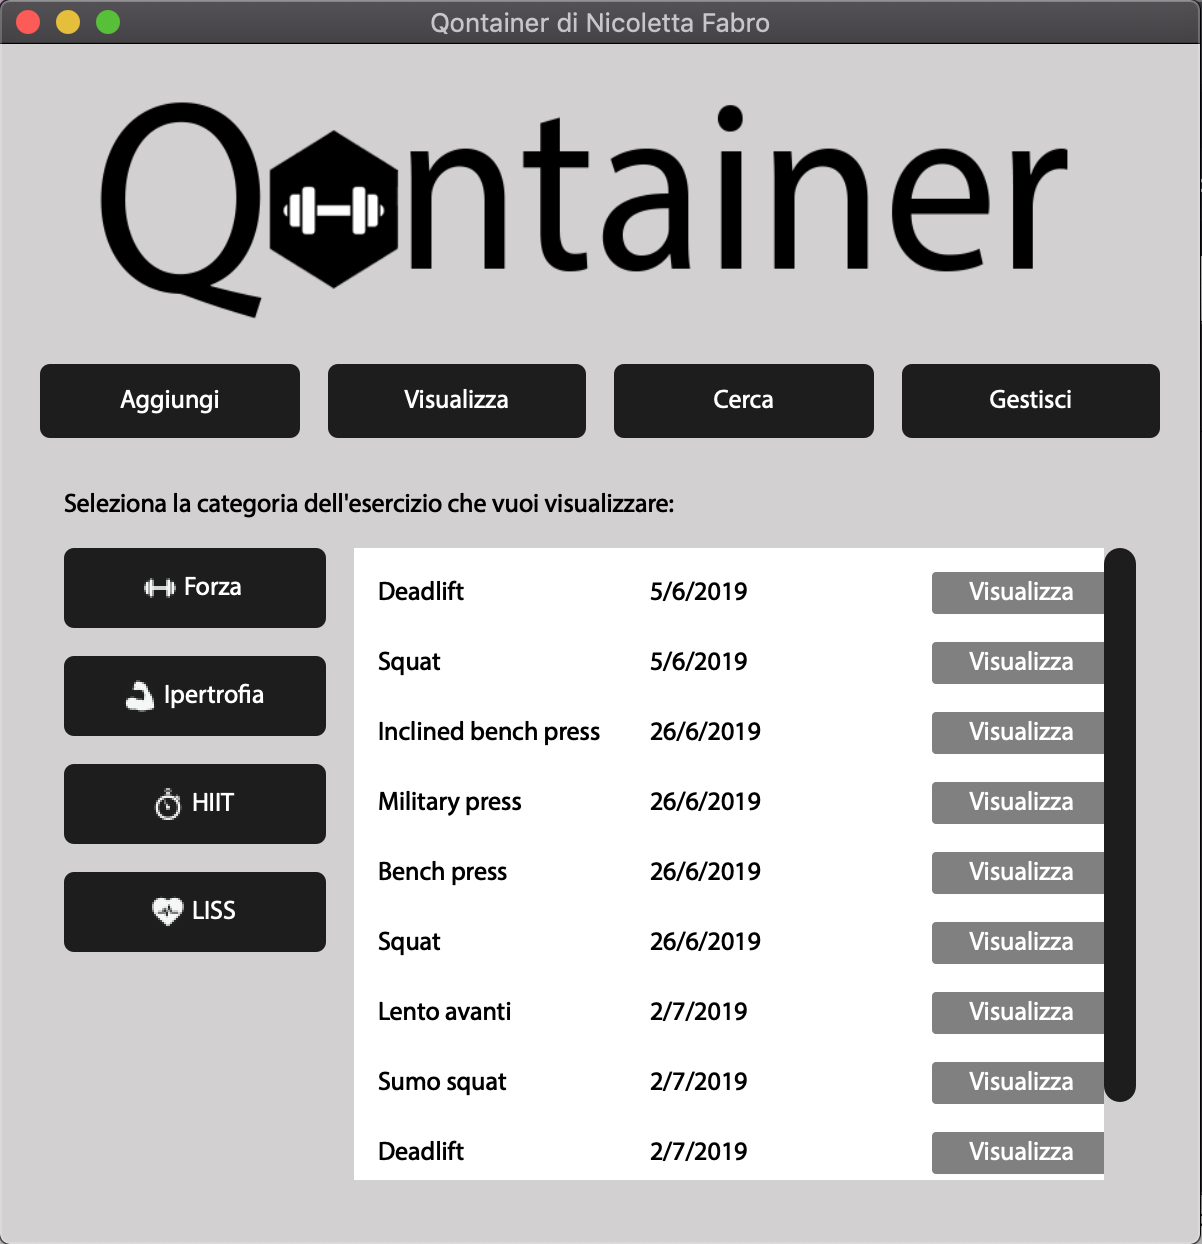 Qontainer di Nicoletta Fabro
Qontainer
Aggiungi Visualizza Cerca Gestisci
Seleziona la categoria dell'esercizio che vuoi visualizzare:
Forza
Ipertrofia
HIIT
LISS
Deadlift 5/6/2019 Visualizza
Squat 5/6/2019 Visualizza
Inclined bench press 26/6/2019 Visualizza
Military press 26/6/2019 Visualizza
Bench press 26/6/2019 Visualizza
Squat 26/6/2019 Visualizza
Lento avanti 2/7/2019 Visualizza
Sumo squat 2/7/2019 Visualizza
Deadlift 2/7/2019 Visualizza